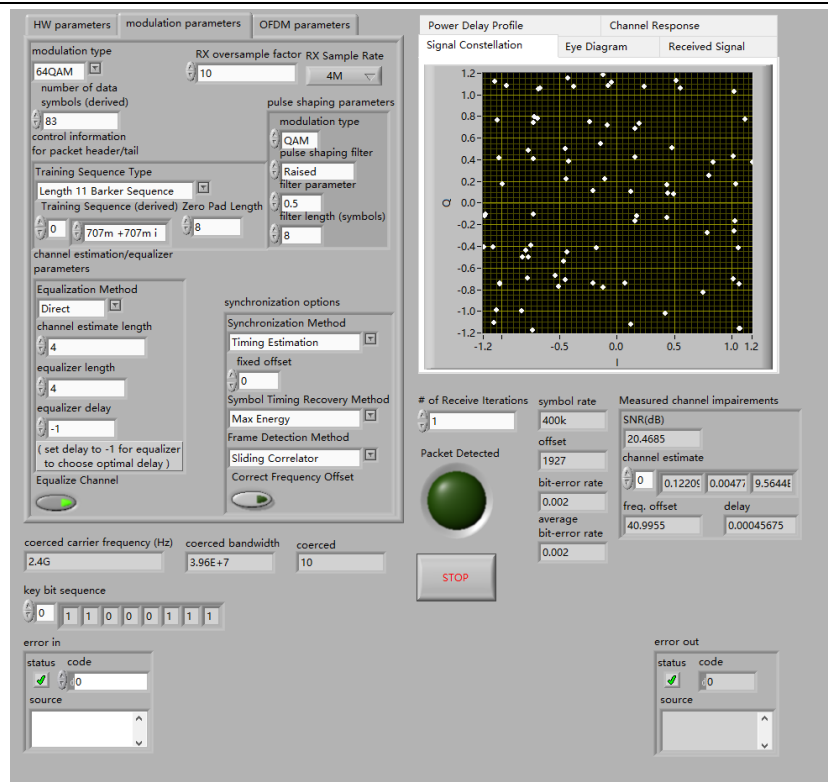 HW parameters
modulation parameters
OFDM parameters
modulation type
64QAM
RX oversample factor
10
RX Sample Rate
4M
number of data
symbols (derived)
83
control information
for packet header/tail
pulse shaping parameters
modulation type
QAM
pulse shaping filter
Raised
filter parameter
0.5
filter length (symbols)
8
Training Sequence Type
Length 11 Barker Sequence
Training Sequence (derived)
Zero Pad Length
0
707m +707m i
8
channel estimation/equalizer
parameters
Equalization Method
Direct
channel estimate length
4
equalizer length
4
equalizer delay
-1
( set delay to -1 for equalizer
to choose optimal delay )
Equalize Channel
synchronization options
Synchronization Method
Timing Estimation
fixed offset
0
Symbol Timing Recovery Method
Max Energy
Frame Detection Method
Sliding Correlator
Correct Frequency Offset
coerced carrier frequency (Hz)
2.4G
coerced bandwidth
3.96E+7
coerced
10
key bit sequence
0
1 1 0 0 0 1 1 1
error in
status
code
0
source
Power Delay Profile
Channel Response
Signal Constellation
Eye Diagram
Received Signal
1.2
1.0
0.8
0.6
0.4
0.2
0.0
-0.2
-0.4
-0.6
-0.8
-1.0
-1.2
Q
-1.2
-1
-0.5
0.0
0.5
1.0
1.2
I
# of Receive Iterations
1
Packet Detected
STOP
symbol rate
400k
offset
1927
bit-error rate
0.002
average
bit-error rate
0.002
Measured channel impairements
SNR(dB)
20.4685
channel estimate
0
0.12209
0.00477
9.56448
freq. offset
40.9955
delay
0.00045675
error out
status
code
0
source